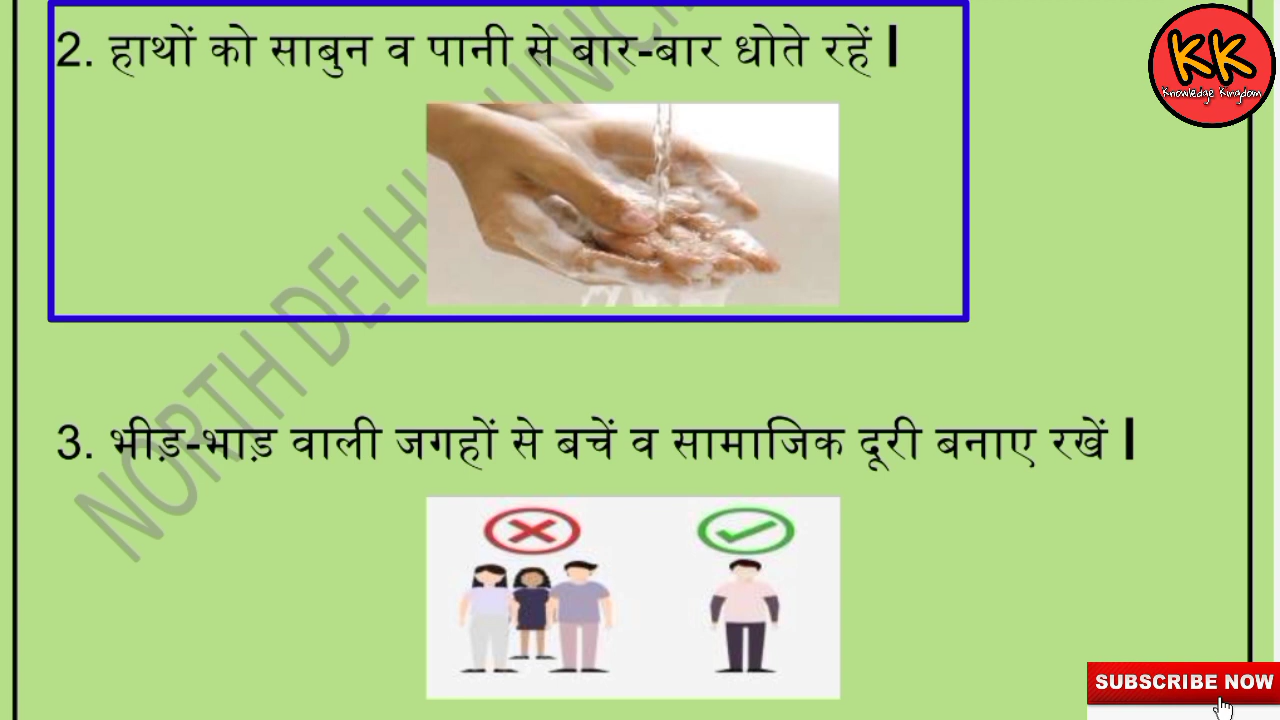 2. हाथों को साबुन व पानी से बार-बार धोते रहें |
KK
Knowledge Kingdom
NORTH DELHI
3. भीड़-भाड़ वाली जगहों से बचें व सामाजिक दूरी बनाए रखें |
SUBSCRIBE NOW